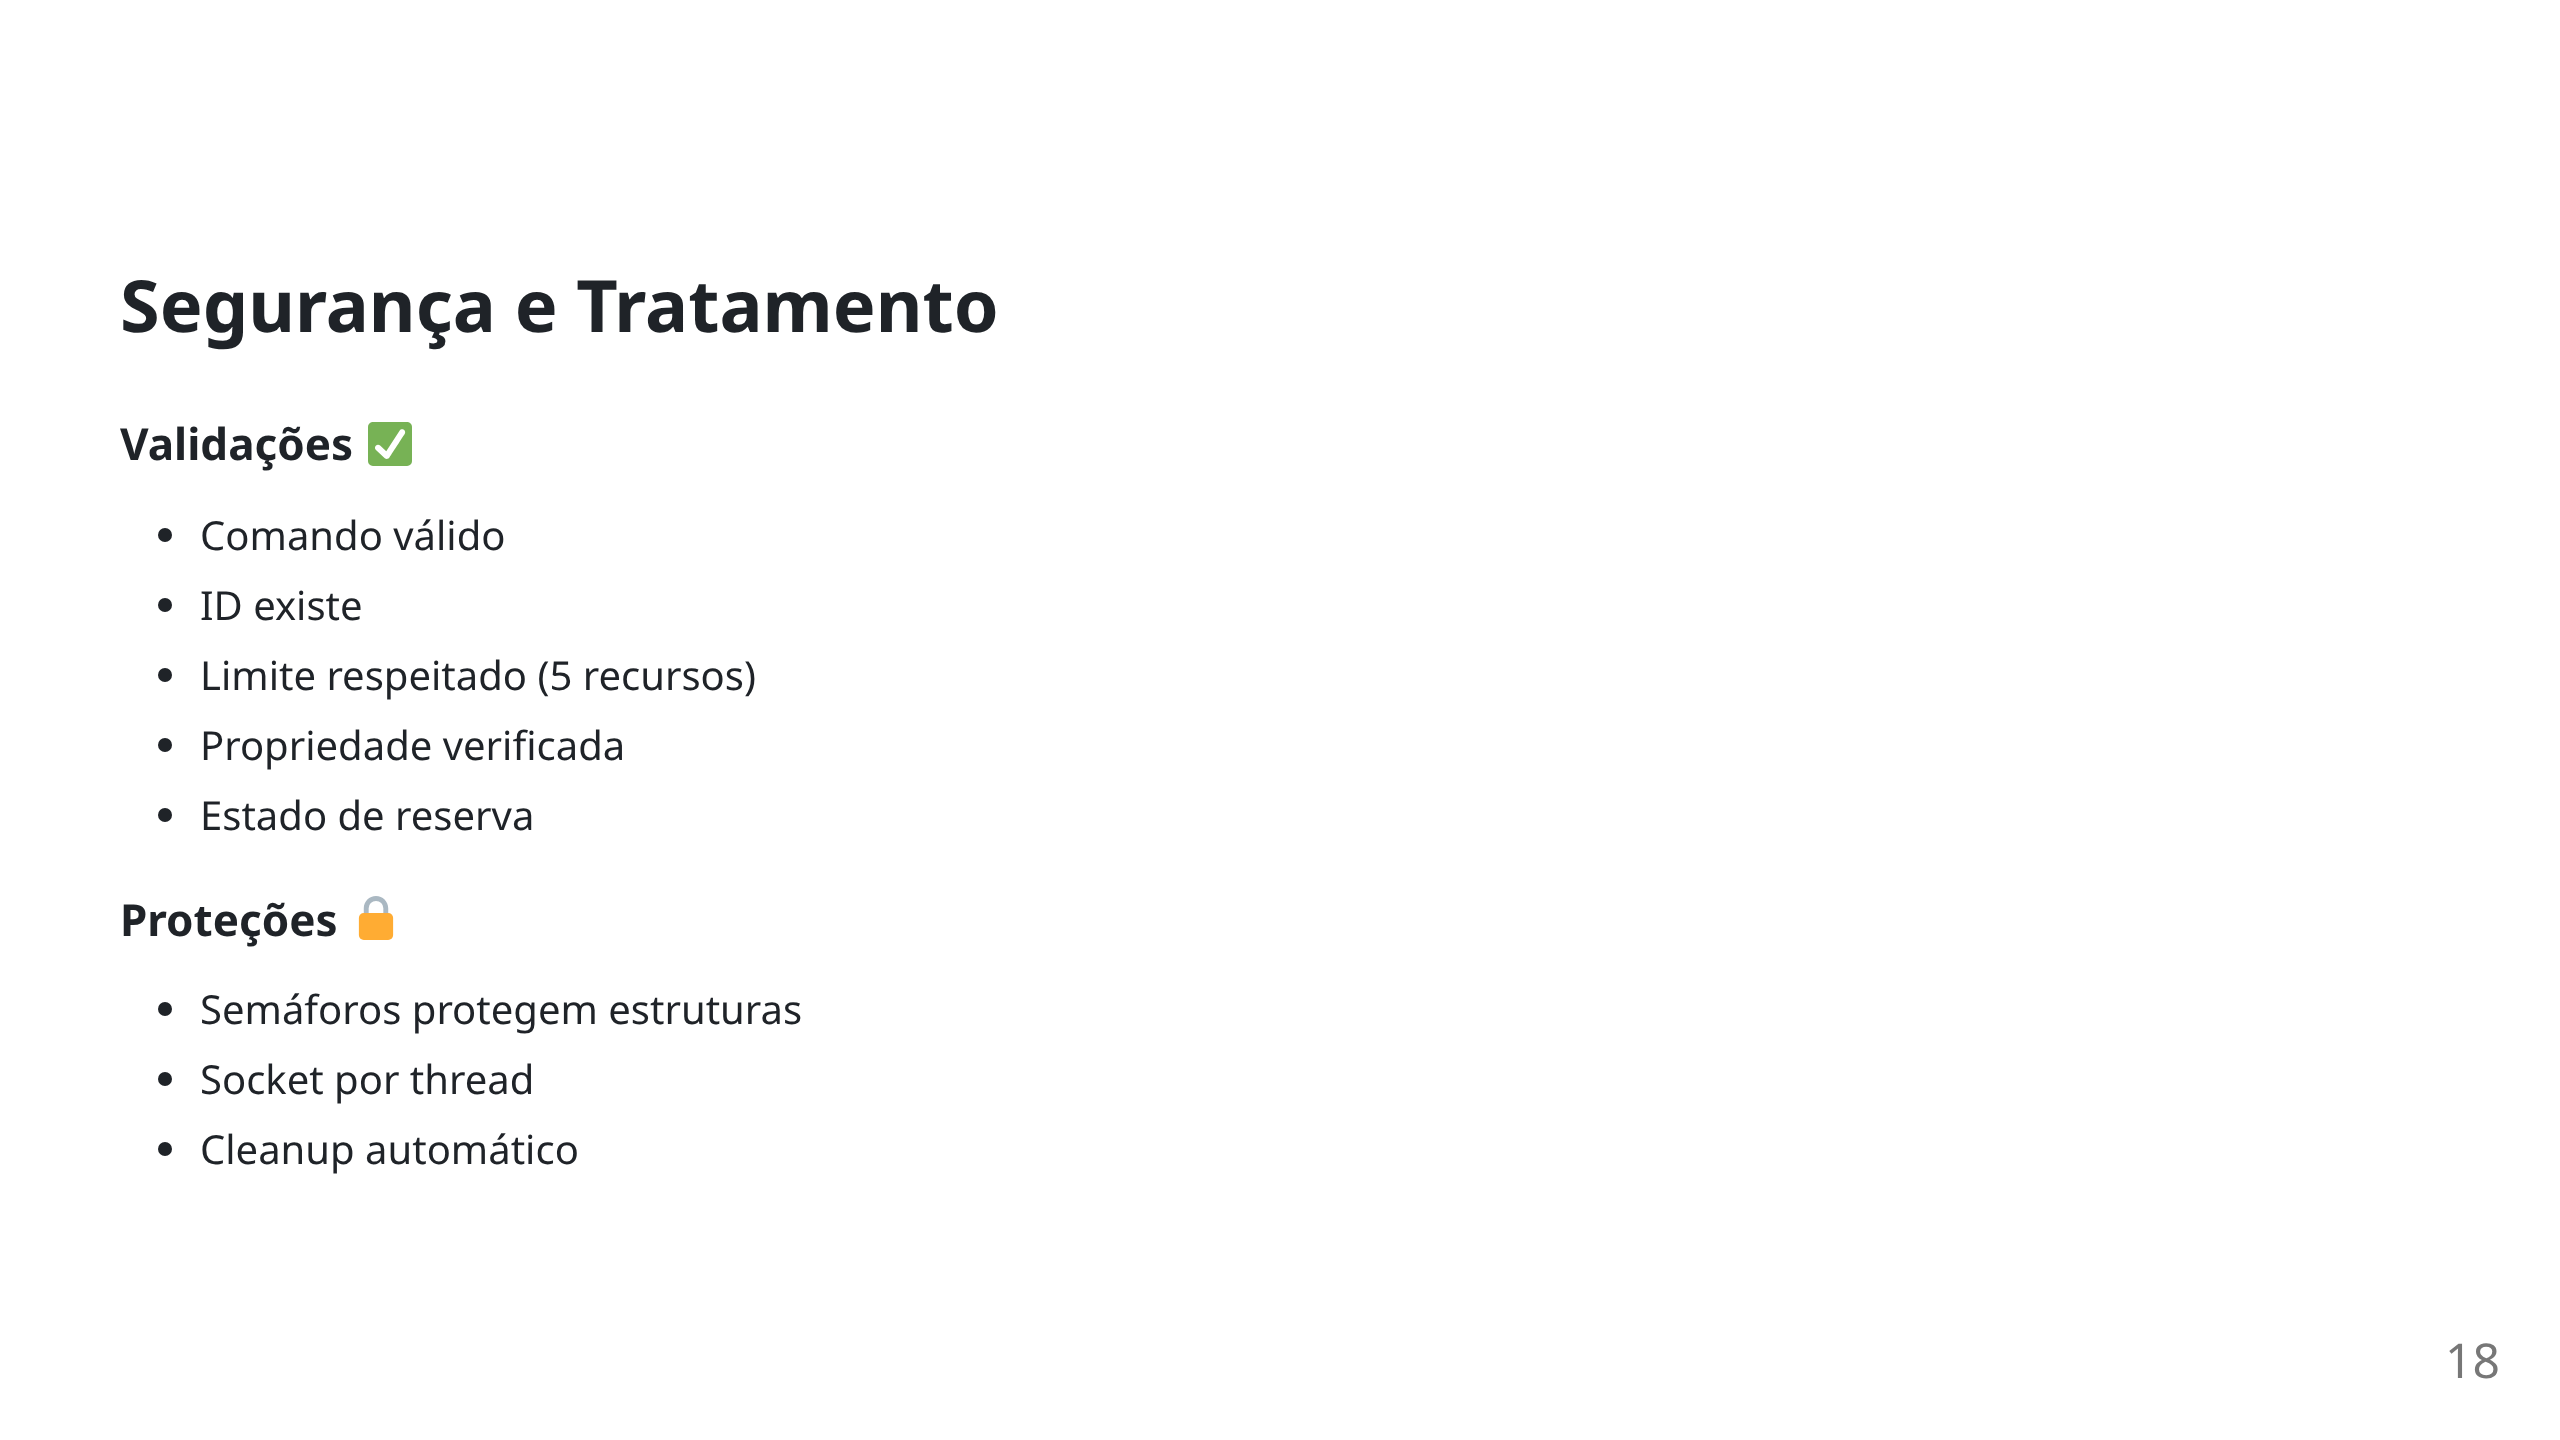 Segurança e Tratamento
Validações ✅
Comando válido
ID existe
Limite respeitado (5 recursos)
Propriedade verificada
Estado de reserva
Proteções 🔒
Semáforos protegem estruturas
Socket por thread
Cleanup automático
18